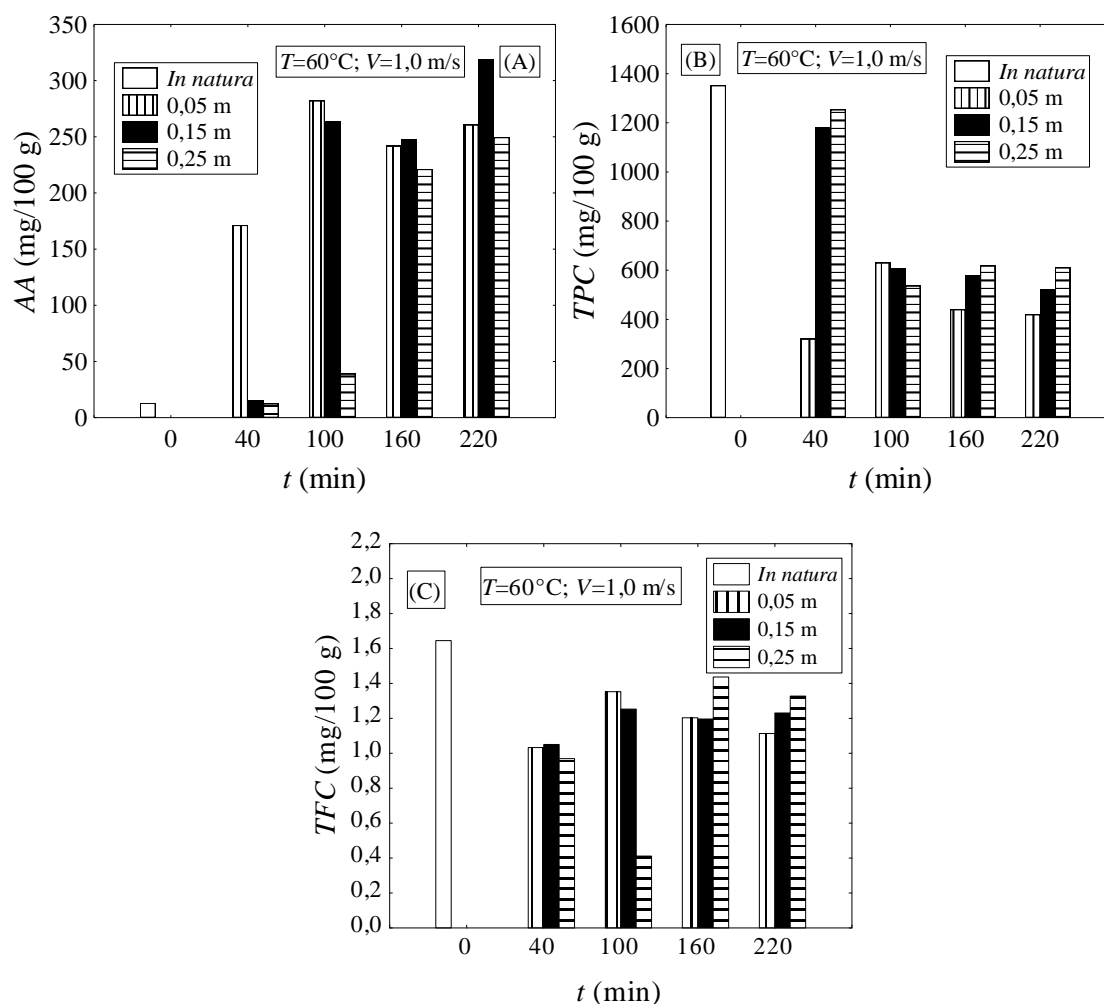 T=60°C; V=1,0 m/s
(A)
In natura
0,05 m
0,15 m
0,25 m
AA (mg/100 g)
350
300
250
200
150
100
50
0
0 40 100 160 220
t (min)
(B)
T=60°C; V=1,0 m/s
In natura
0,05 m
0,15 m
0,25 m
TPC (mg/100 g)
1600
1400
1200
1000
800
600
400
200
0
0 40 100 160 220
t (min)
(C)
T=60°C; V=1,0 m/s
In natura
0,05 m
0,15 m
0,25 m
TFC (mg/100 g)
2,2
2,0
1,8
1,6
1,4
1,2
1,0
0,8
0,6
0,4
0,2
0,0
0 40 100 160 220
t (min)